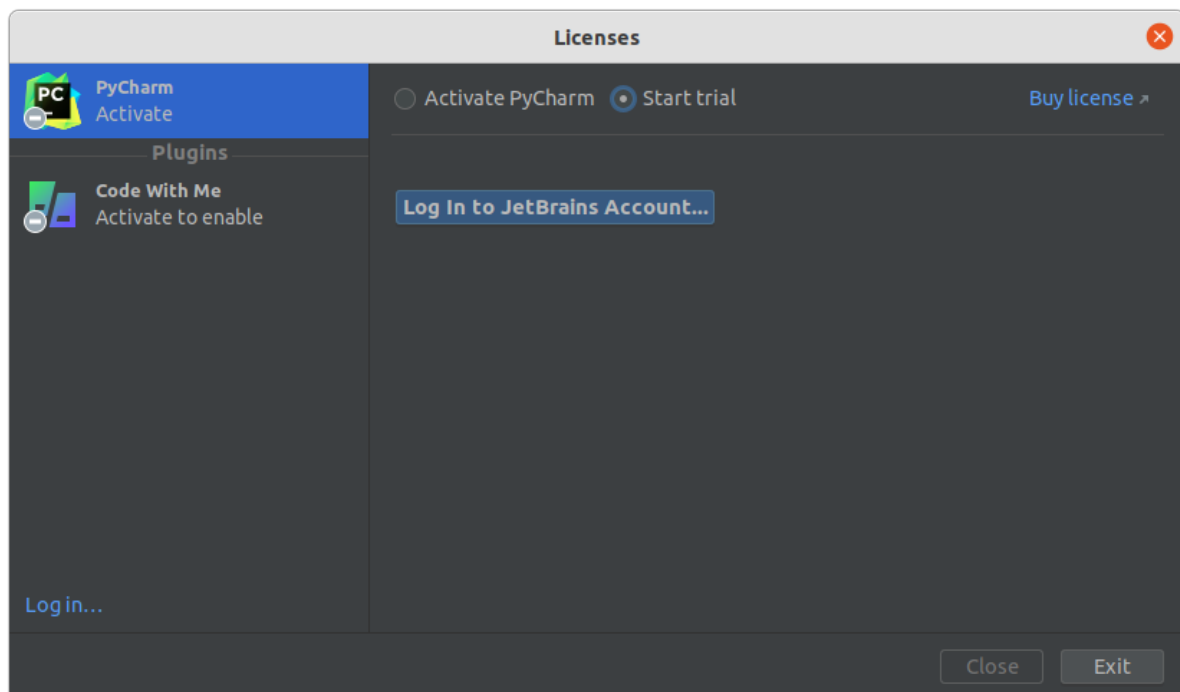 Licenses
PC
PyCharm
Activate
Plugins
Code With Me
Activate to enable
Activate PyCharm
Start trial
Buy license
Log In to JetBrains Account...
Log in...
Close
Exit